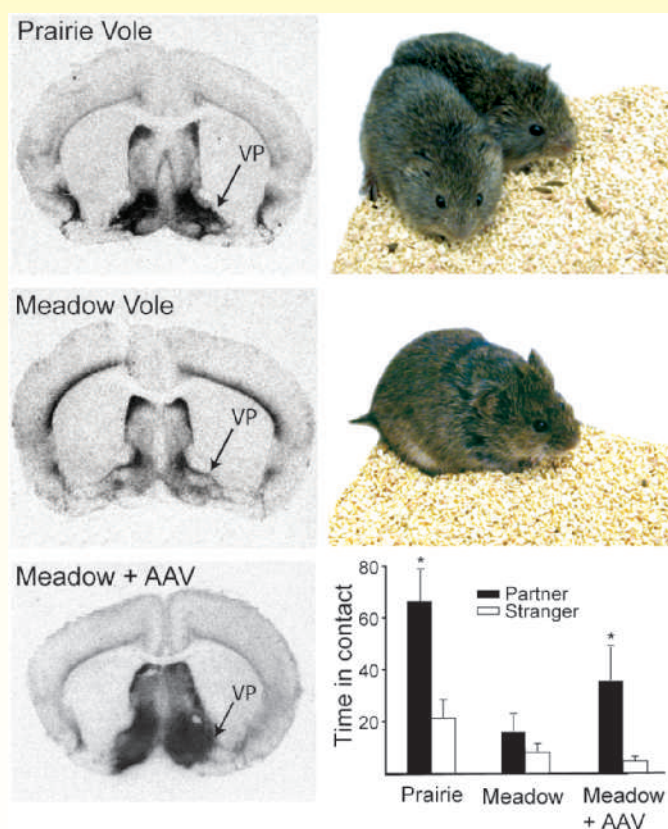 Prairie Vole
VP
Meadow Vole
VP
Meadow + AAV
VP
Time in contact
80
60
40
20
*
*
Partner
Stranger
Prairie
Meadow
Meadow
+ AAV